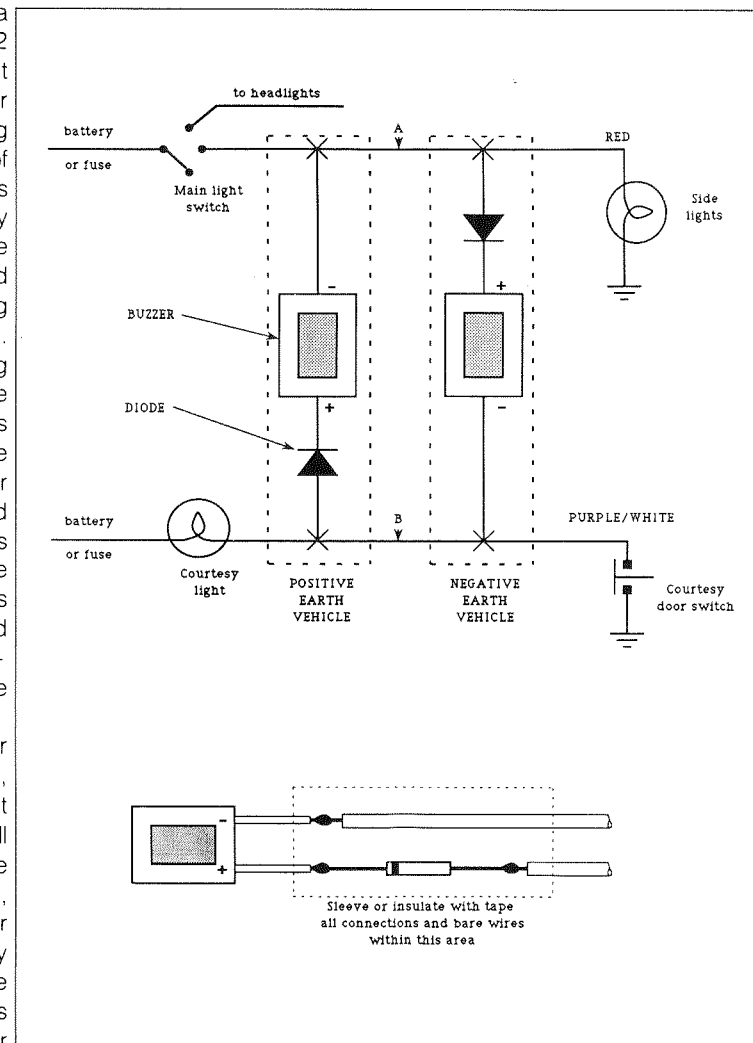 to headlights
A
battery
or fuse
RED
Main light
switch
Side
lights
-
+
BUZZER
+
-
DIODE
battery
or fuse
B
PURPLE/WHITE
Courtesy
light
POSITIVE
EARTH
VEHICLE
NEGATIVE
EARTH
VEHICLE
Courtesy
door switch
-
+
Sleeve or insulate with tape
all connections and bare wires
within this area